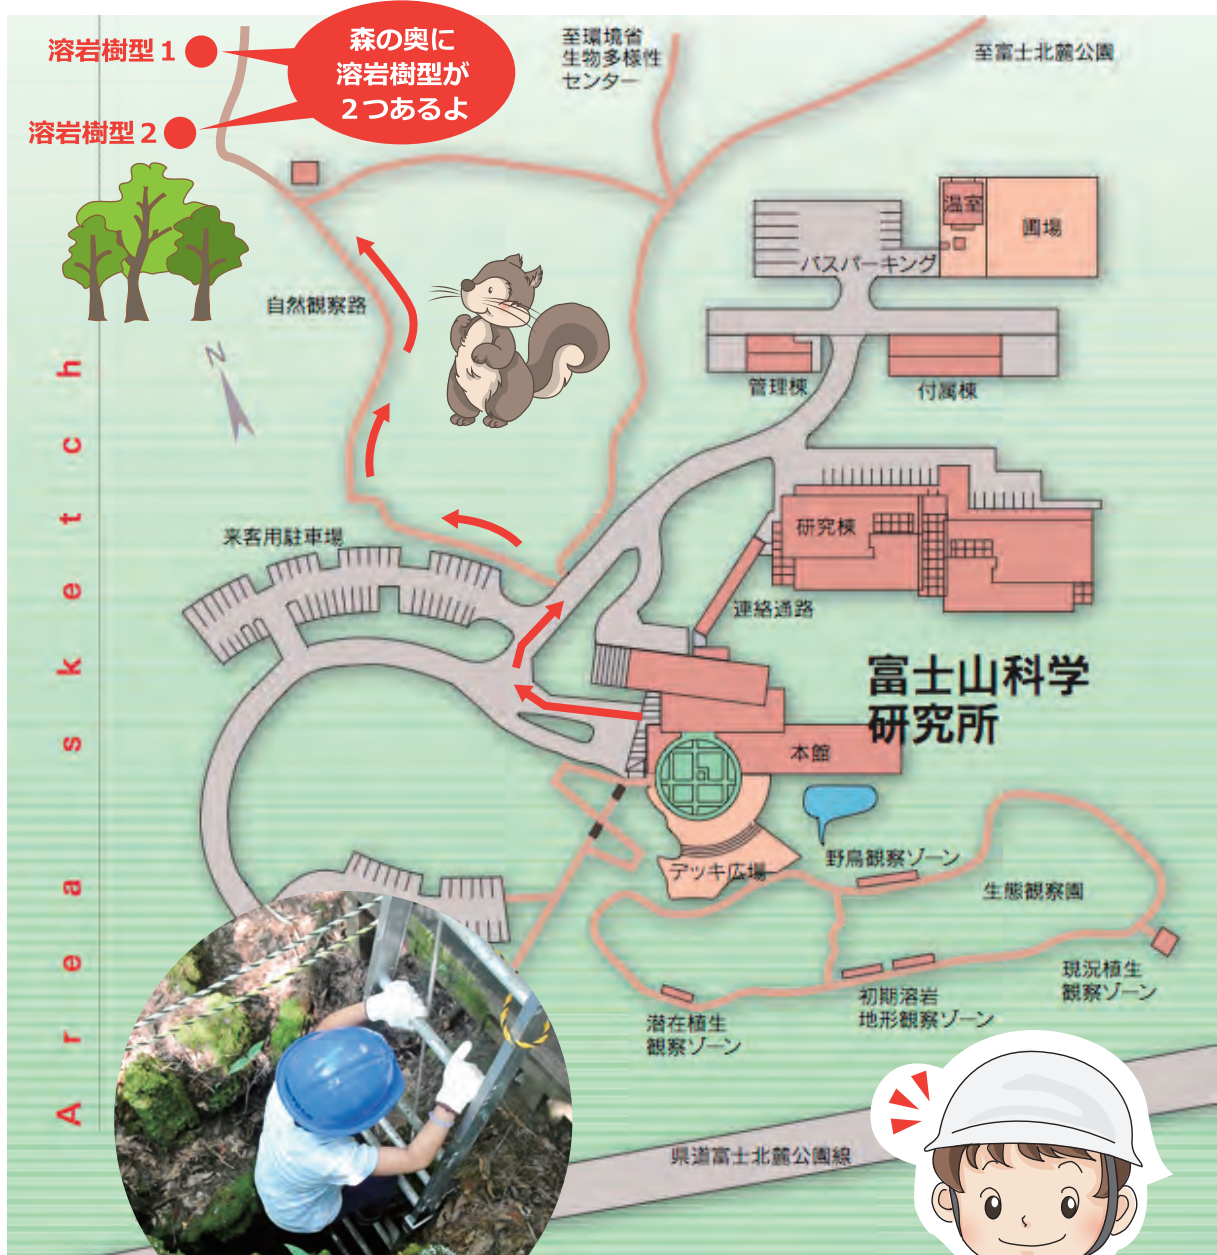 溶岩樹型１
溶岩樹型２
森の奥に
溶岩樹型が
２つあるよ
至環境省
生物多様性
センター
至富士北麓公園
温室
圃場
バスパーキング
自然観察路
N
管理棟
付属棟
来客用駐車場
研究棟
連絡通路
富士山科学
研究所
本館
デッキ広場
野鳥観察ゾーン
生態観察園
現況植生
観察ゾーン
初期溶岩
地形観察ゾーン
潜在植生
観察ゾーン
県道富士北麓公園線
Area sketch